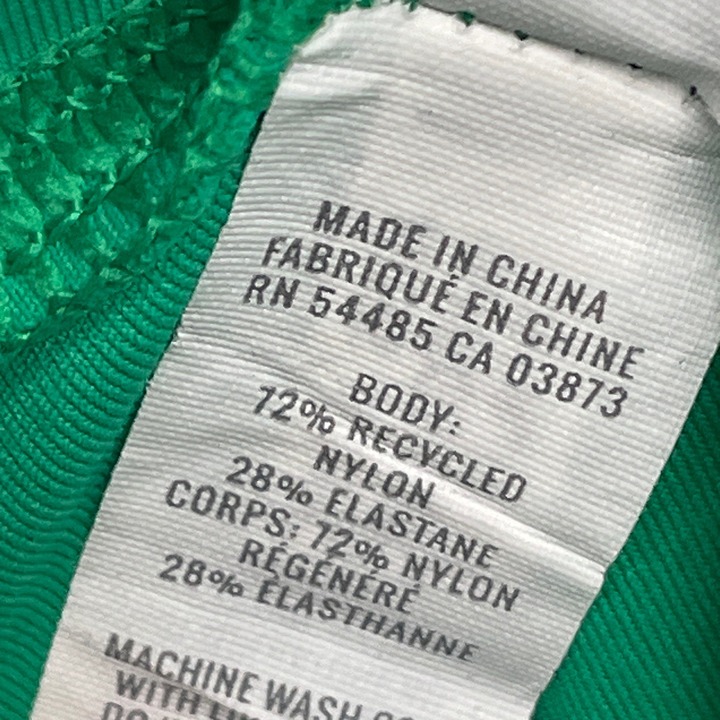 MADE IN CHINA
FABRIQUÉ EN CHINE
RN 54485 CA 03873
BODY:
72% RECYCLED
NYLON
28% ELASTANE
CORPS: 72% NYLON
RÉGÉNÉRÉ
28% ÉLASTHANNE
MACHINE WASH
WITH